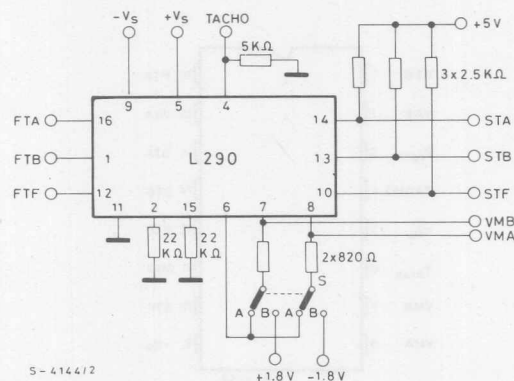 -Vs +Vs TACHO
+5V
5KΩ
3x2.5KΩ
9 5 4
FTA 16 14 STA
FTB 1 L290 13 STB
FTF 12 10 STF
11 2 15 6 7 8
VMB
VMA
22 KΩ 22 KΩ
2x820Ω
S
A B A B
+1.8V -1.8V
S-4144/2